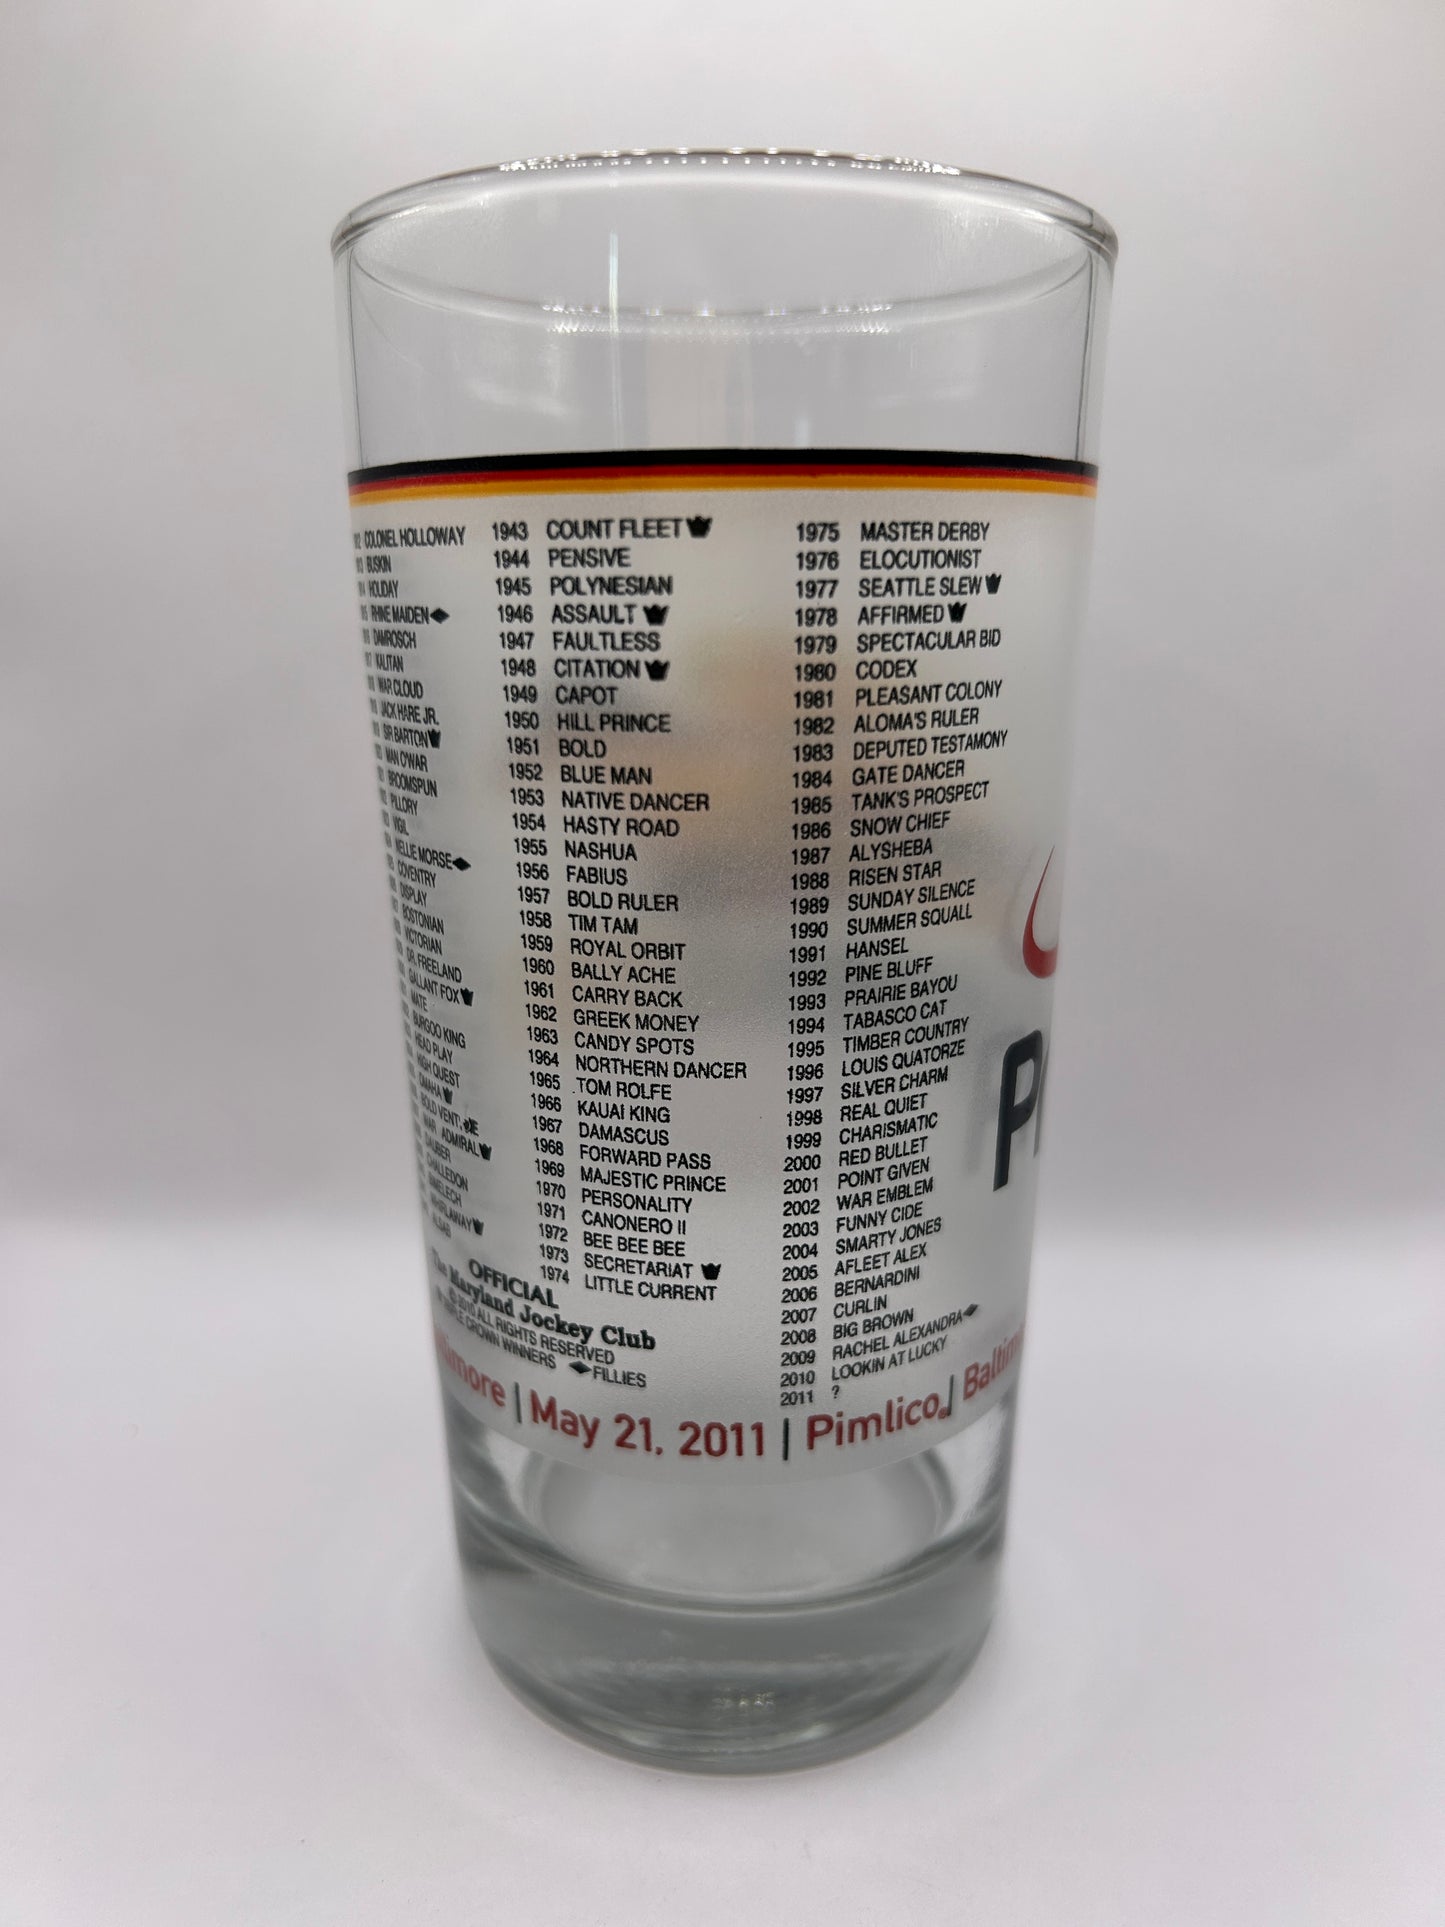 COLONEL HOLLOWAY
BUSKIN
HOLIDAY
RHINE MAIDEN
DAMROSCH
KALITAN
WAR CLOUD
JACK HARE JR.
SIR BARTON
MAN O'WAR
BROOMSPUN
PILLORY
VIGIL
NELLIE MORSE
COVENTRY
DISPLAY
BOSTONIAN
VICTORIAN
DR. FREELAND
GALLANT FOX
MATE
BURGOO KING
HEAD PLAY
HIGH QUEST
OMAHA
BOLD
WAR ADMIRAL
DAUBER
CHALLEDON
BIMELECH
WHIRLAWAY
ALSAB
1943 COUNT FLEET
1944 PENSIVE
1945 POLYNESIAN
1946 ASSAULT
1947 FAULTLESS
1948 CITATION
1949 CAPOT
1950 HILL PRINCE
1951 BOLD
1952 BLUE MAN
1953 NATIVE DANCER
1954 HASTY ROAD
1955 NASHUA
1956 FABIUS
1957 BOLD RULER
1958 TIM TAM
1959 ROYAL ORBIT
1960 BALLY ACHE
1961 CARRY BACK
1962 GREEK MONEY
1963 CANDY SPOTS
1964 NORTHERN DANCER
1965 TOM ROLFE
1966 KAUAI KING
1967 DAMASCUS
1968 FORWARD PASS
1969 MAJESTIC PRINCE
1970 PERSONALITY
1971 CANONERO II
1972 BEE BEE BEE
1973 SECRETARIAT
1974 LITTLE CURRENT
1975 MASTER DERBY
1976 ELOCUTIONIST
1977 SEATTLE SLEW
1978 AFFIRMED
1979 SPECTACULAR BID
1980 CODEX
1981 PLEASANT COLONY
1982 ALOMA'S RULER
1983 DEPUTED TESTAMONY
1984 GATE DANCER
1985 TANK'S PROSPECT
1986 SNOW CHIEF
1987 ALYSHEBA
1988 RISEN STAR
1989 SUNDAY SILENCE
1990 SUMMER SQUALL
1991 HANSEL
1992 PINE BLUFF
1993 PRAIRIE BAYOU
1994 TABASCO CAT
1995 TIMBER COUNTRY
1996 LOUIS QUATORZE
1997 SILVER CHARM
1998 REAL QUIET
1999 CHARISMATIC
2000 RED BULLET
2001 POINT GIVEN
2002 WAR EMBLEM
2003 FUNNY CIDE
2004 SMARTY JONES
2005 AFLEET ALEX
2006 BERNARDINI
2007 CURLIN
2008 BIG BROWN
2009 RACHEL ALEXANDRA
2010 LOOKIN AT LUCKY
2011 ?
OFFICIAL
The Maryland Jockey Club
© 2010 ALL RIGHTS RESERVED
CROWN WINNERS FILLIES
| May 21, 2011 | Pimlico. |